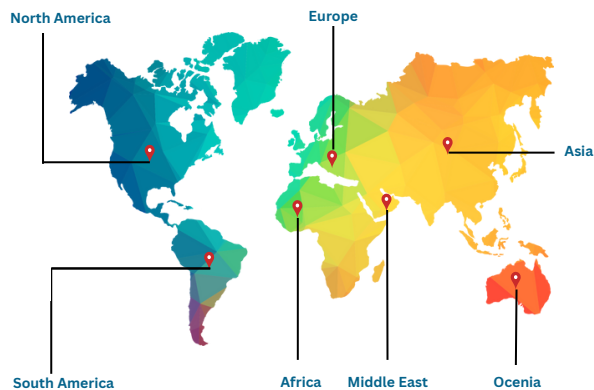 Europe
North America
Asia
South America
Africa
Middle East
Ocenia